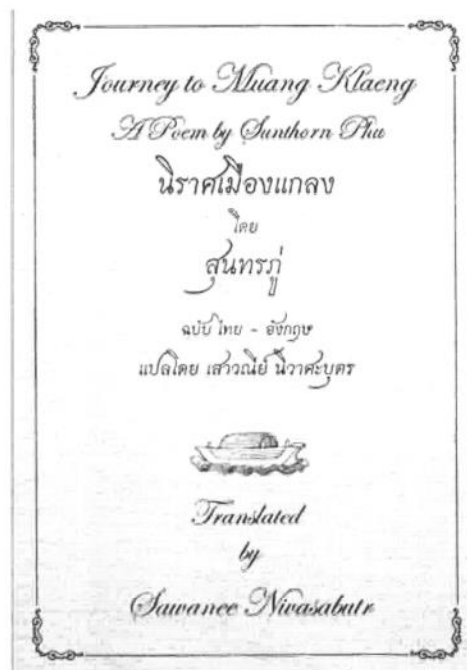 Journey to Muang Klaeng
A Poem by Sunthorn Phu
นิราศเมืองแกลง
โดย
สุนทรภู่
ฉบับ ไทย - อังกฤษ
แปลโดย เสาวณีย์ นิวาศะบุตร
Translated
by
Sawanee Nivasabutr